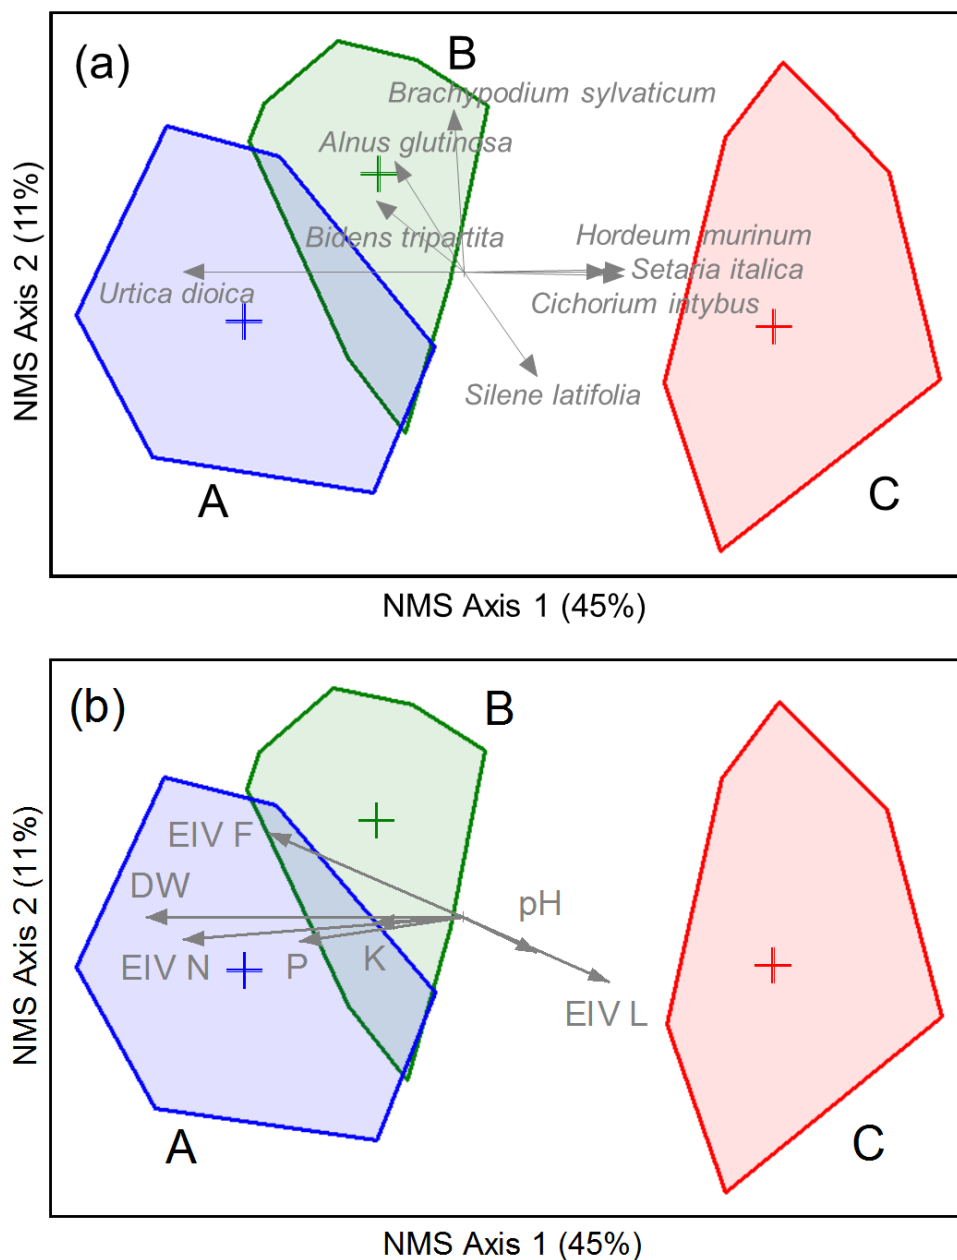 (a)
B
Brachypodium sylvaticum
Alnus glutinosa
Bidens tripartita
Hordeum murinum
Setaria italica
Urtica dioica
Cichorium intybus
Silene latifolia
A
C
NMS Axis 2 (11%)
NMS Axis 1 (45%)
(b)
B
EIV F
DW
pH
EIV N
P
K
EIV L
A
C
NMS Axis 2 (11%)
NMS Axis 1 (45%)